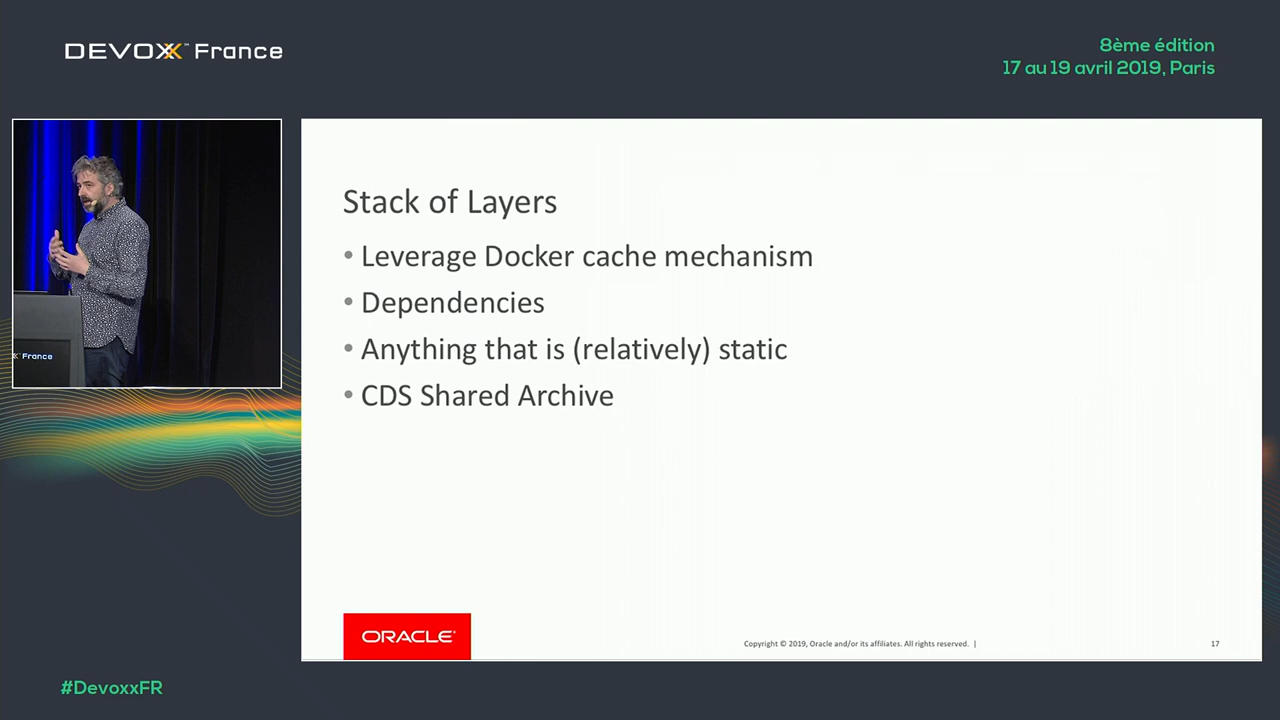 DEVOXX™ France
8ème édition
17 au 19 avril 2019, Paris
France
Stack of Layers
• Leverage Docker cache mechanism
• Dependencies
• Anything that is (relatively) static
• CDS Shared Archive
ORACLE®
Copyright © 2019, Oracle and/or its affiliates. All rights reserved. |
17
#DevoxxFR